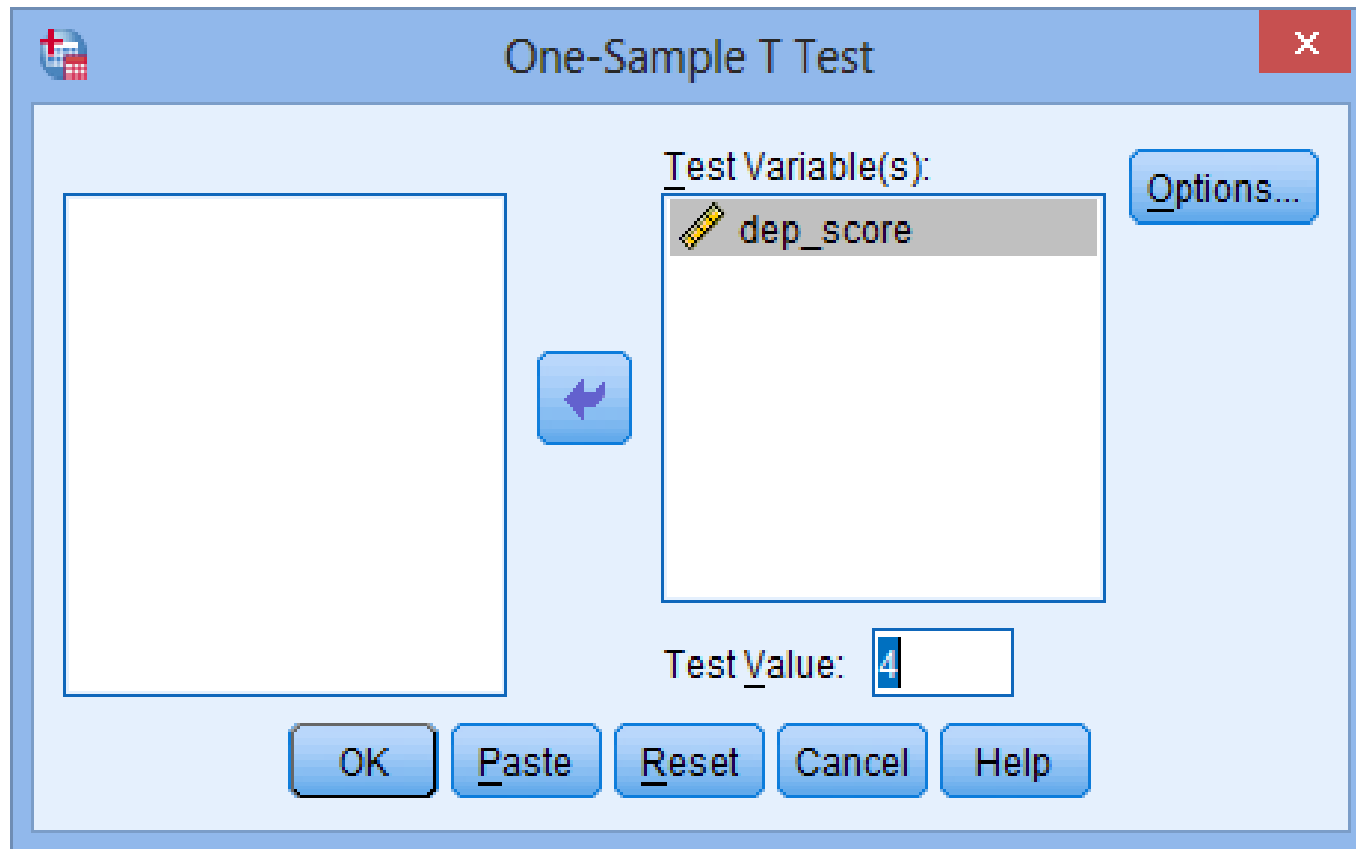 One-Sample T Test
Test Variable(s):
dep_score
Options...
Test Value: 4
OK Paste Reset Cancel Help